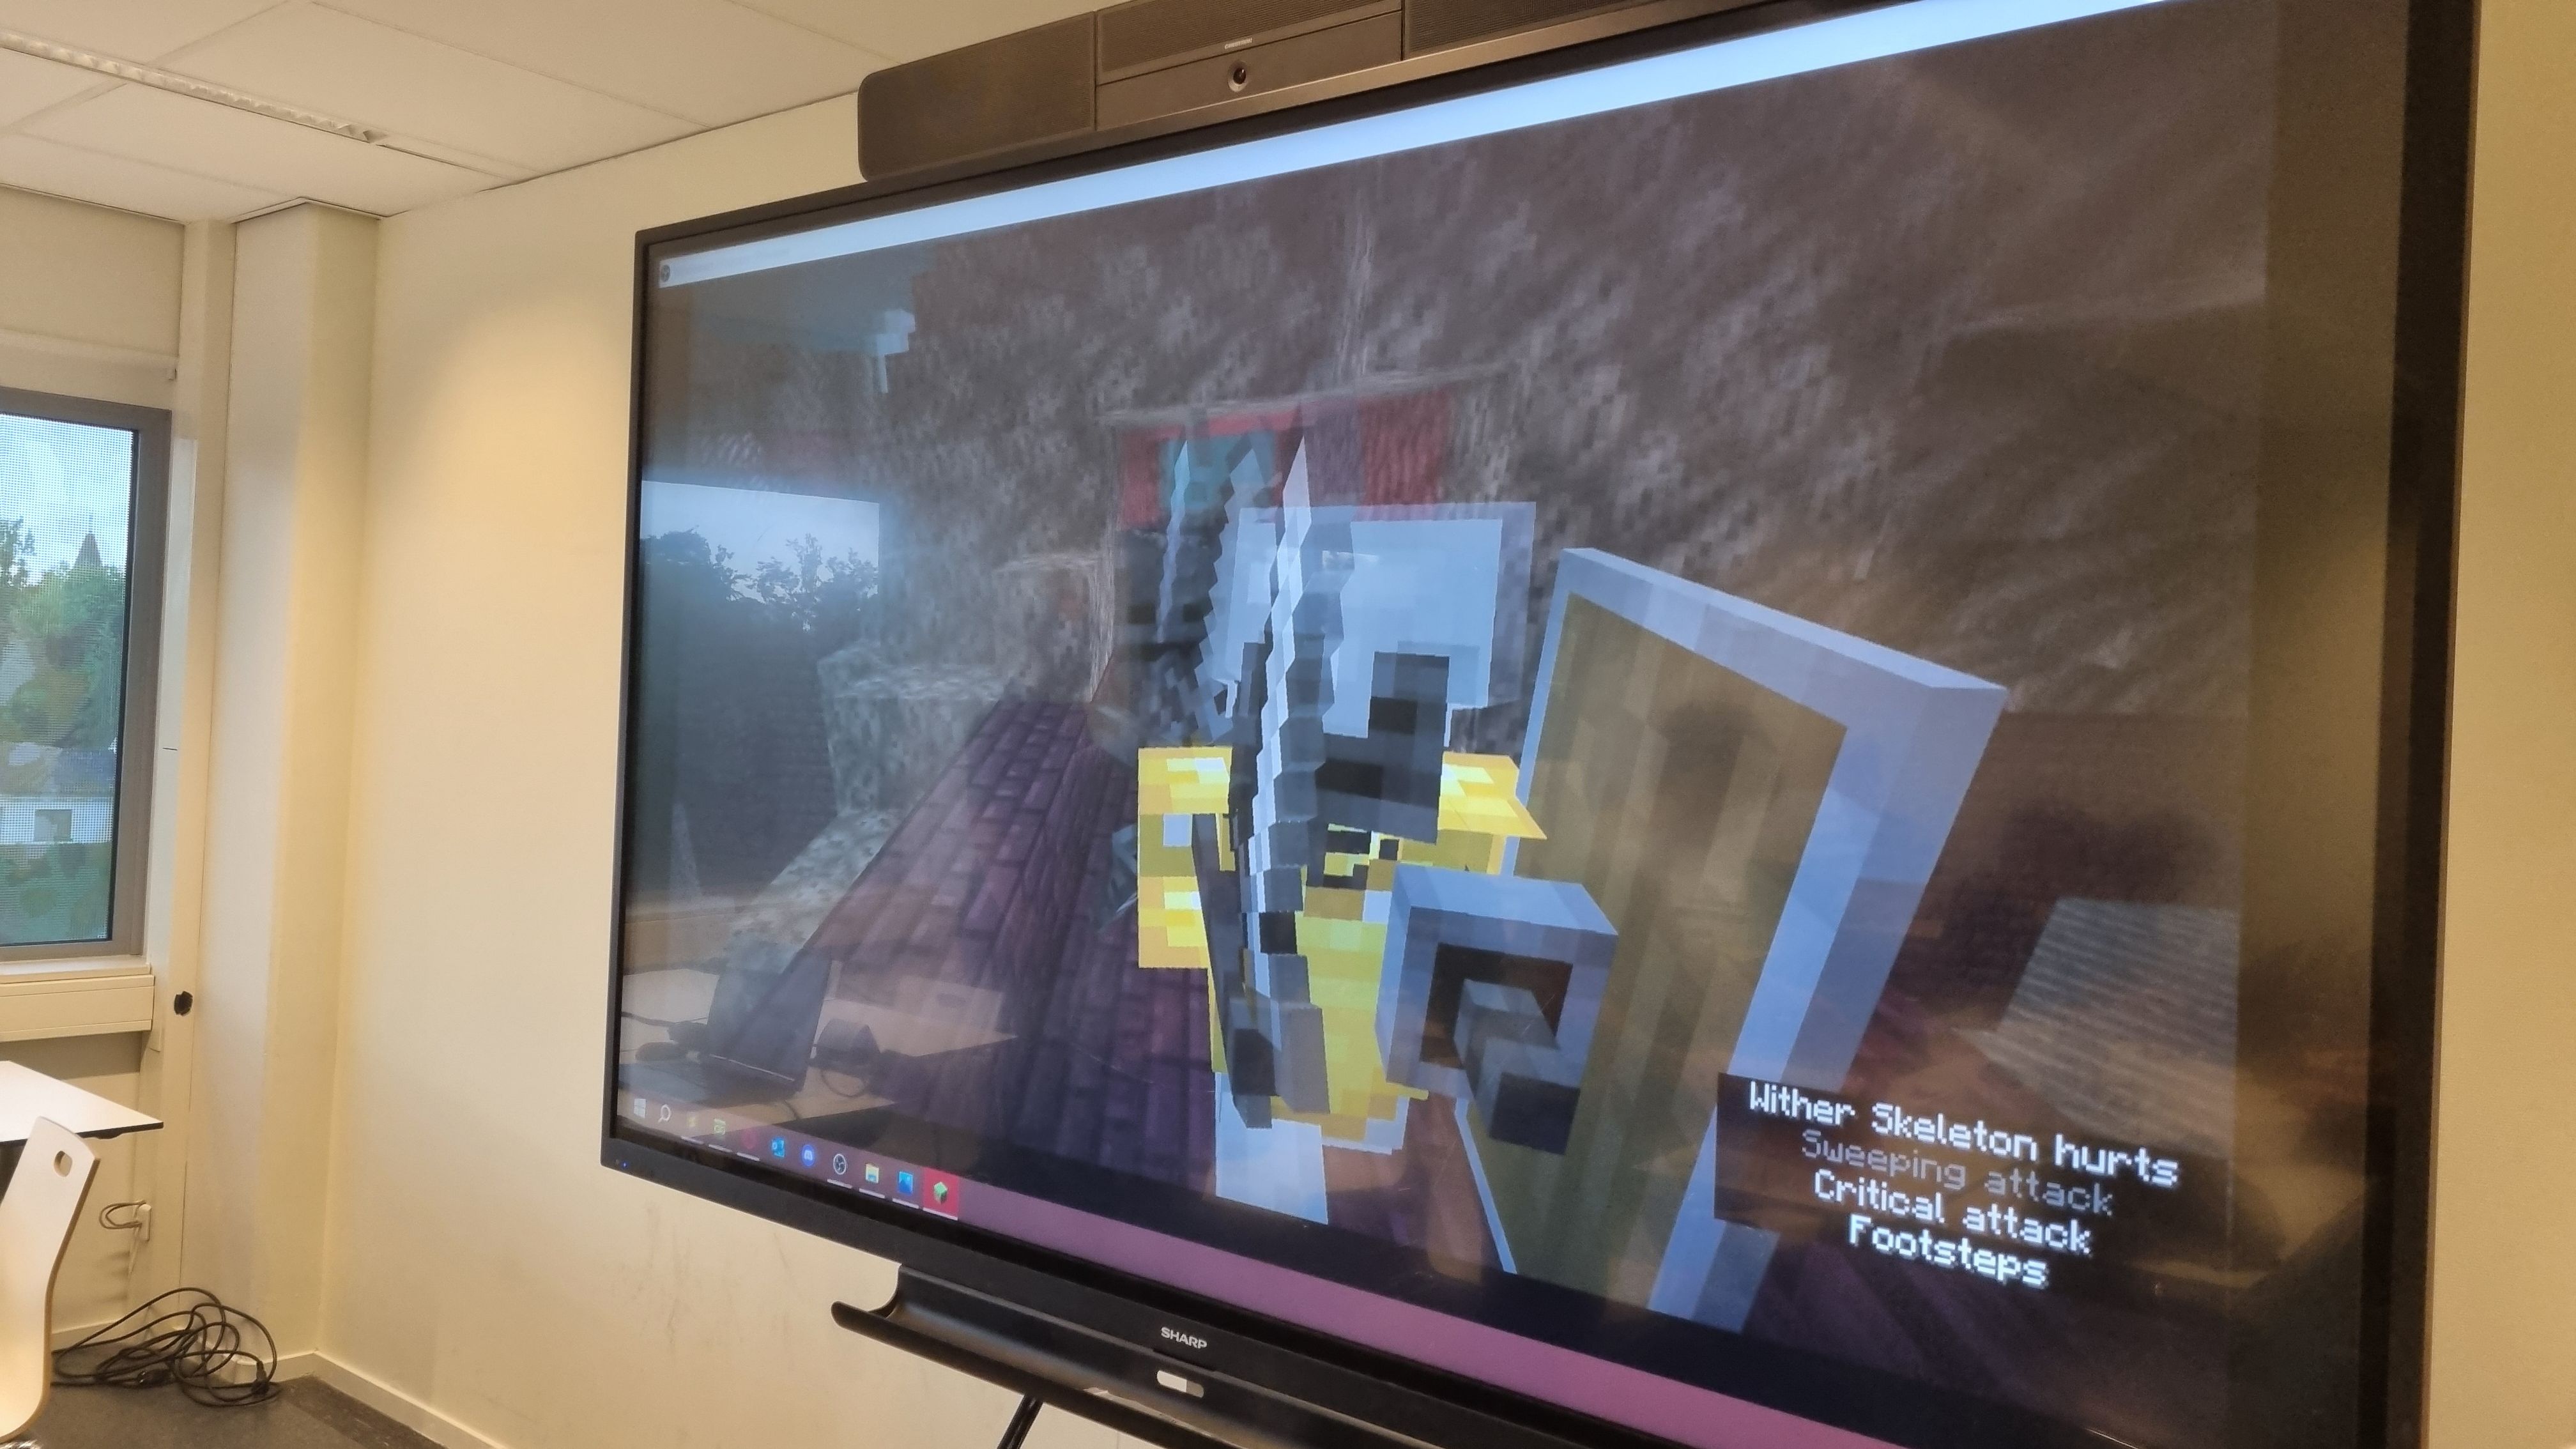 Wither Skeleton hurts
Sweeping attack
Critical attack
Footsteps
SHARP